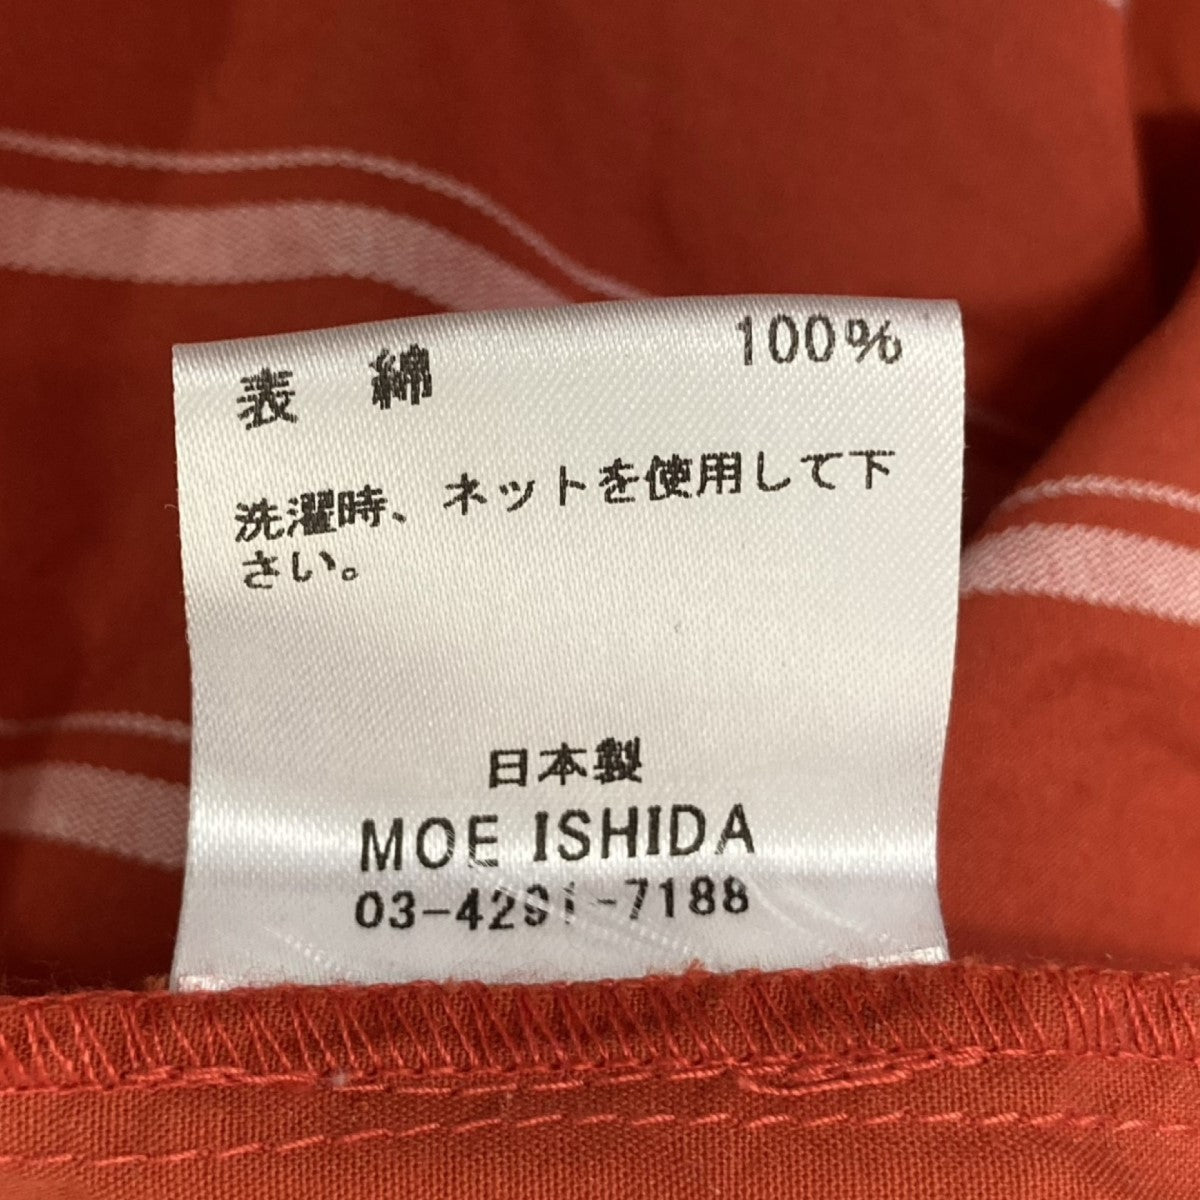 表 綿 100%
洗濯時、ネットを使用して下
さい。
日本製
MOE ISHIDA
03-4291-7188